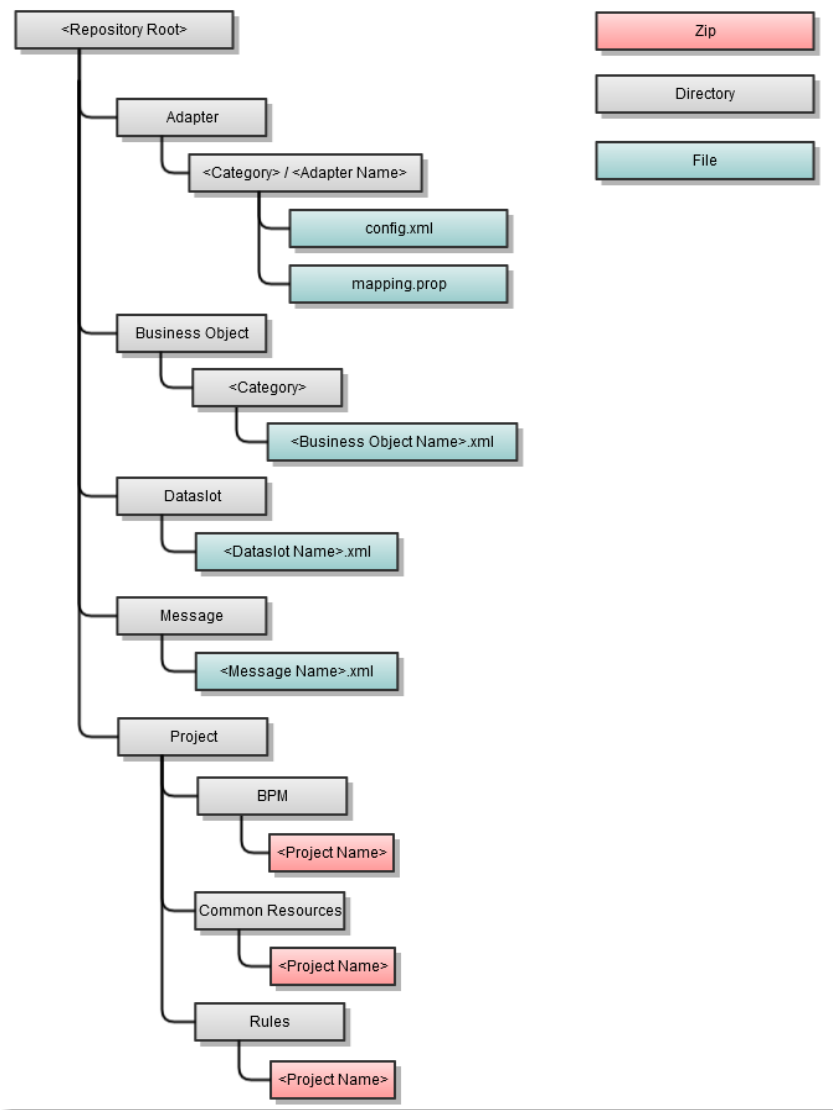 <Repository Root>
Zip
Directory
File
Adapter
<Category> / <Adapter Name>
config.xml
mapping.prop
Business Object
<Category>
<Business Object Name>.xml
Dataslot
<Dataslot Name>.xml
Message
<Message Name>.xml
Project
BPM
<Project Name>
Common Resources
<Project Name>
Rules
<Project Name>